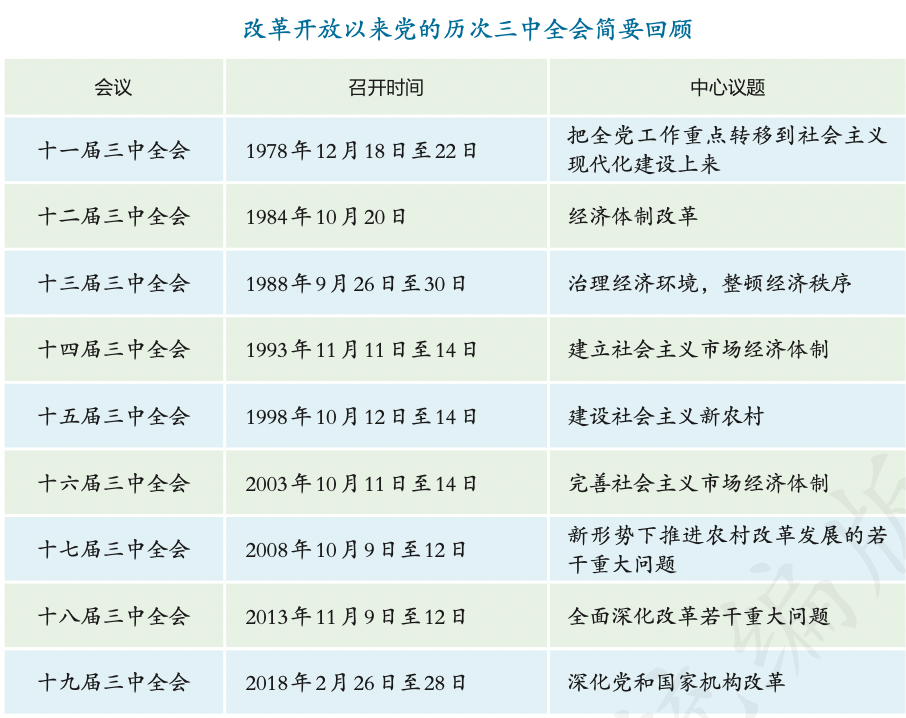 改革开放以来党的历次三中全会简要回顾
会议 召开时间 中心议题
十一届三中全会 1978年12月18日至22日 把全党工作重点转移到社会主义
现代化建设上来
十二届三中全会 1984年10月20日 经济体制改革
十三届三中全会 1988年9月26日至30日 治理经济环境，整顿经济秩序
十四届三中全会 1993年11月11日至14日 建立社会主义市场经济体制
十五届三中全会 1998年10月12日至14日 建设社会主义新农村
十六届三中全会 2003年10月11日至14日 完善社会主义市场经济体制
十七届三中全会 2008年10月9日至12日 新形势下推进农村改革发展的若
干重大问题
十八届三中全会 2013年11月9日至12日 全面深化改革若干重大问题
十九届三中全会 2018年2月26日至28日 深化党和国家机构改革
编版